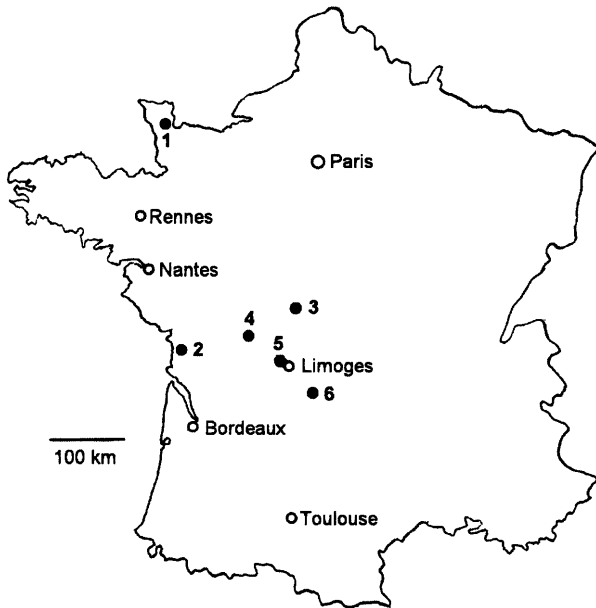 1
Paris
Rennes
Nantes
3
4
2
5
Limoges
6
Bordeaux
100 km
Toulouse